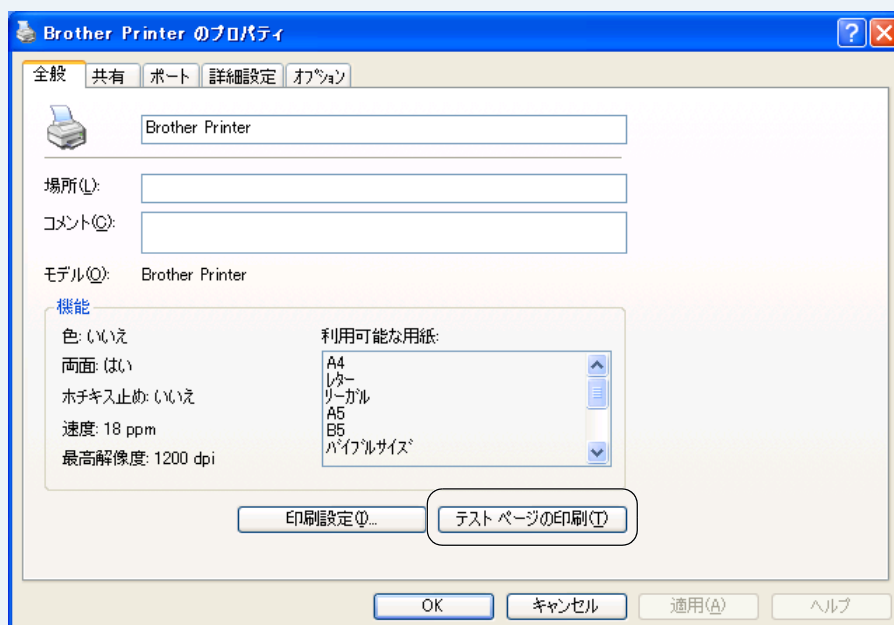 Brother Printer のプロパティ
全般 共有 ポート 詳細設定 オプション
Brother Printer
場所(L):
コメント(C):
モデル(O): Brother Printer
機能
色: いいえ
両面: はい
ホチキス止め: いいえ
速度: 18 ppm
最高解像度: 1200 dpi
利用可能な用紙:
A4
レター
リーガル
A5
B5
バイブルサイズ
印刷設定(I)... テスト ページの印刷(T)
OK キャンセル 適用(A) ヘルプ